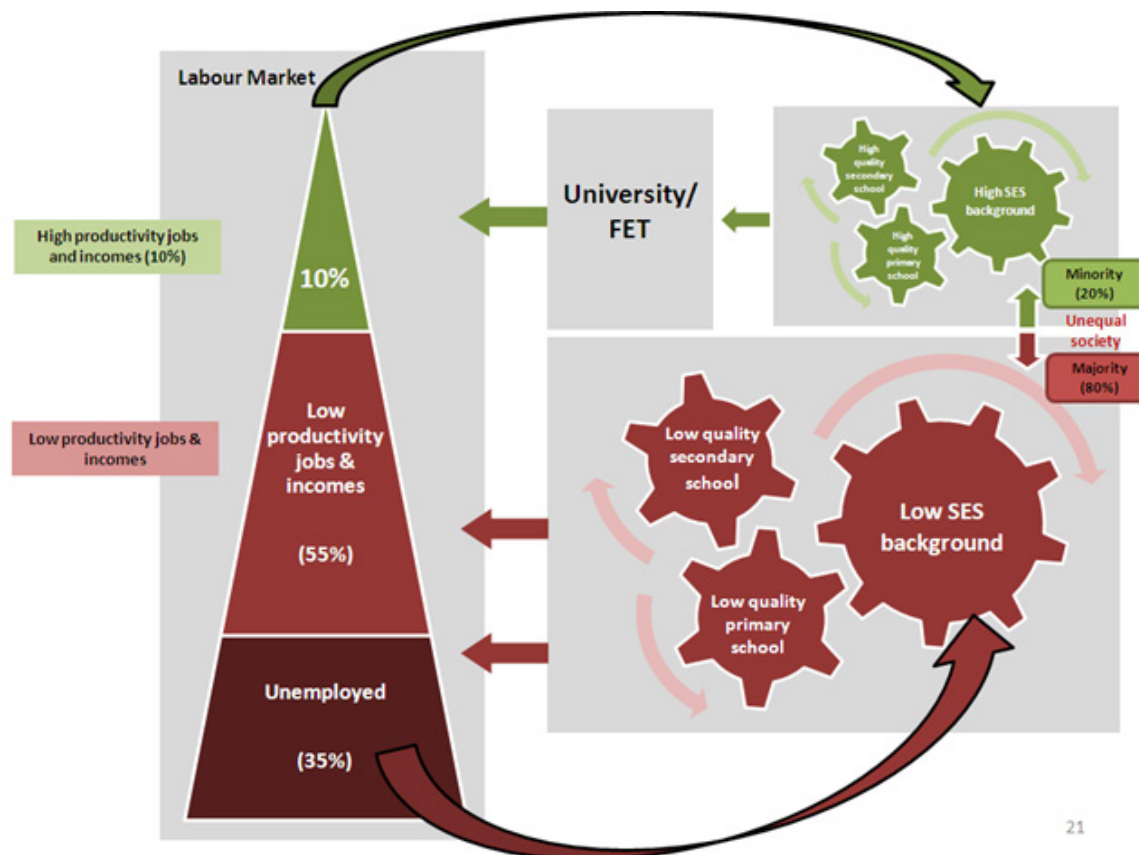 Labour Market
High productivity jobs
and incomes (10%)
10%
Low productivity jobs &
incomes
Low
productivity
jobs &
incomes
(55%)
Unemployed
(35%)
University/
FET
High
quality
secondary
school
High
quality
primary
school
High SES
background
Minority
(20%)
Unequal
society
Majority
(80%)
Low quality
secondary
school
Low quality
primary
school
Low SES
background
21